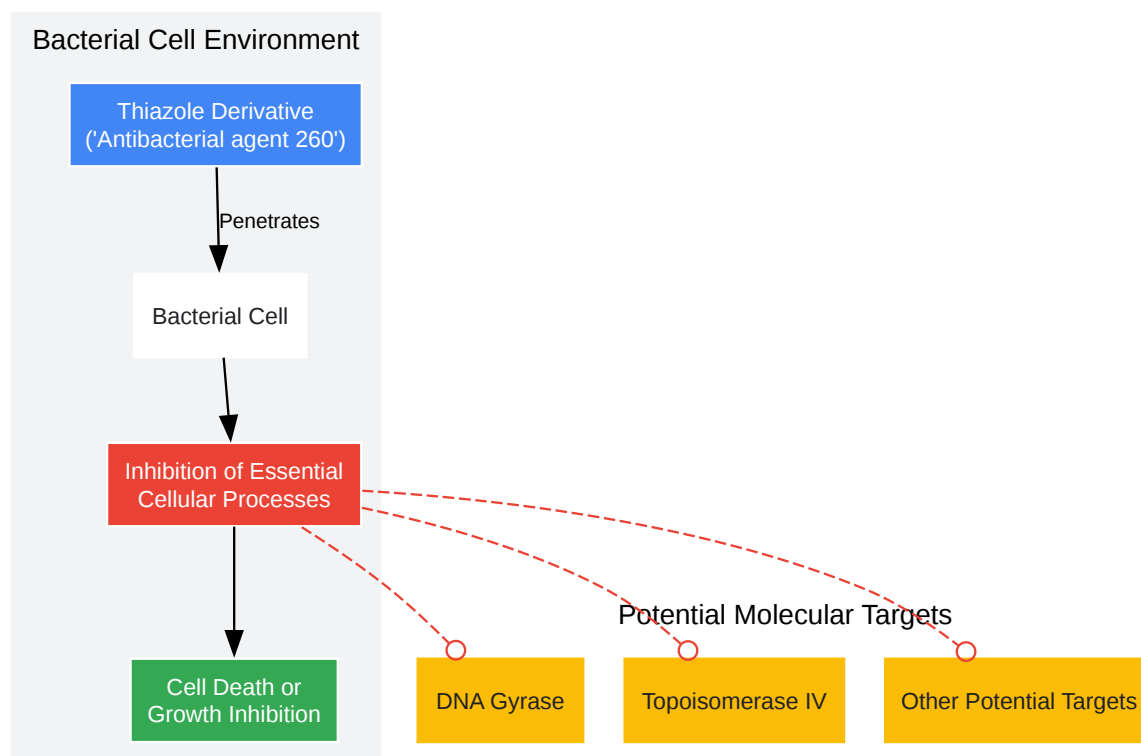 Bacterial Cell Environment
Thiazole Derivative
('Antibacterial agent 260')
Penetrates
Bacterial Cell
Inhibition of Essential
Cellular Processes
Potential Molecular Targets
Cell Death or
Growth Inhibition
DNA Gyrase
Topoisomerase IV
Other Potential Targets